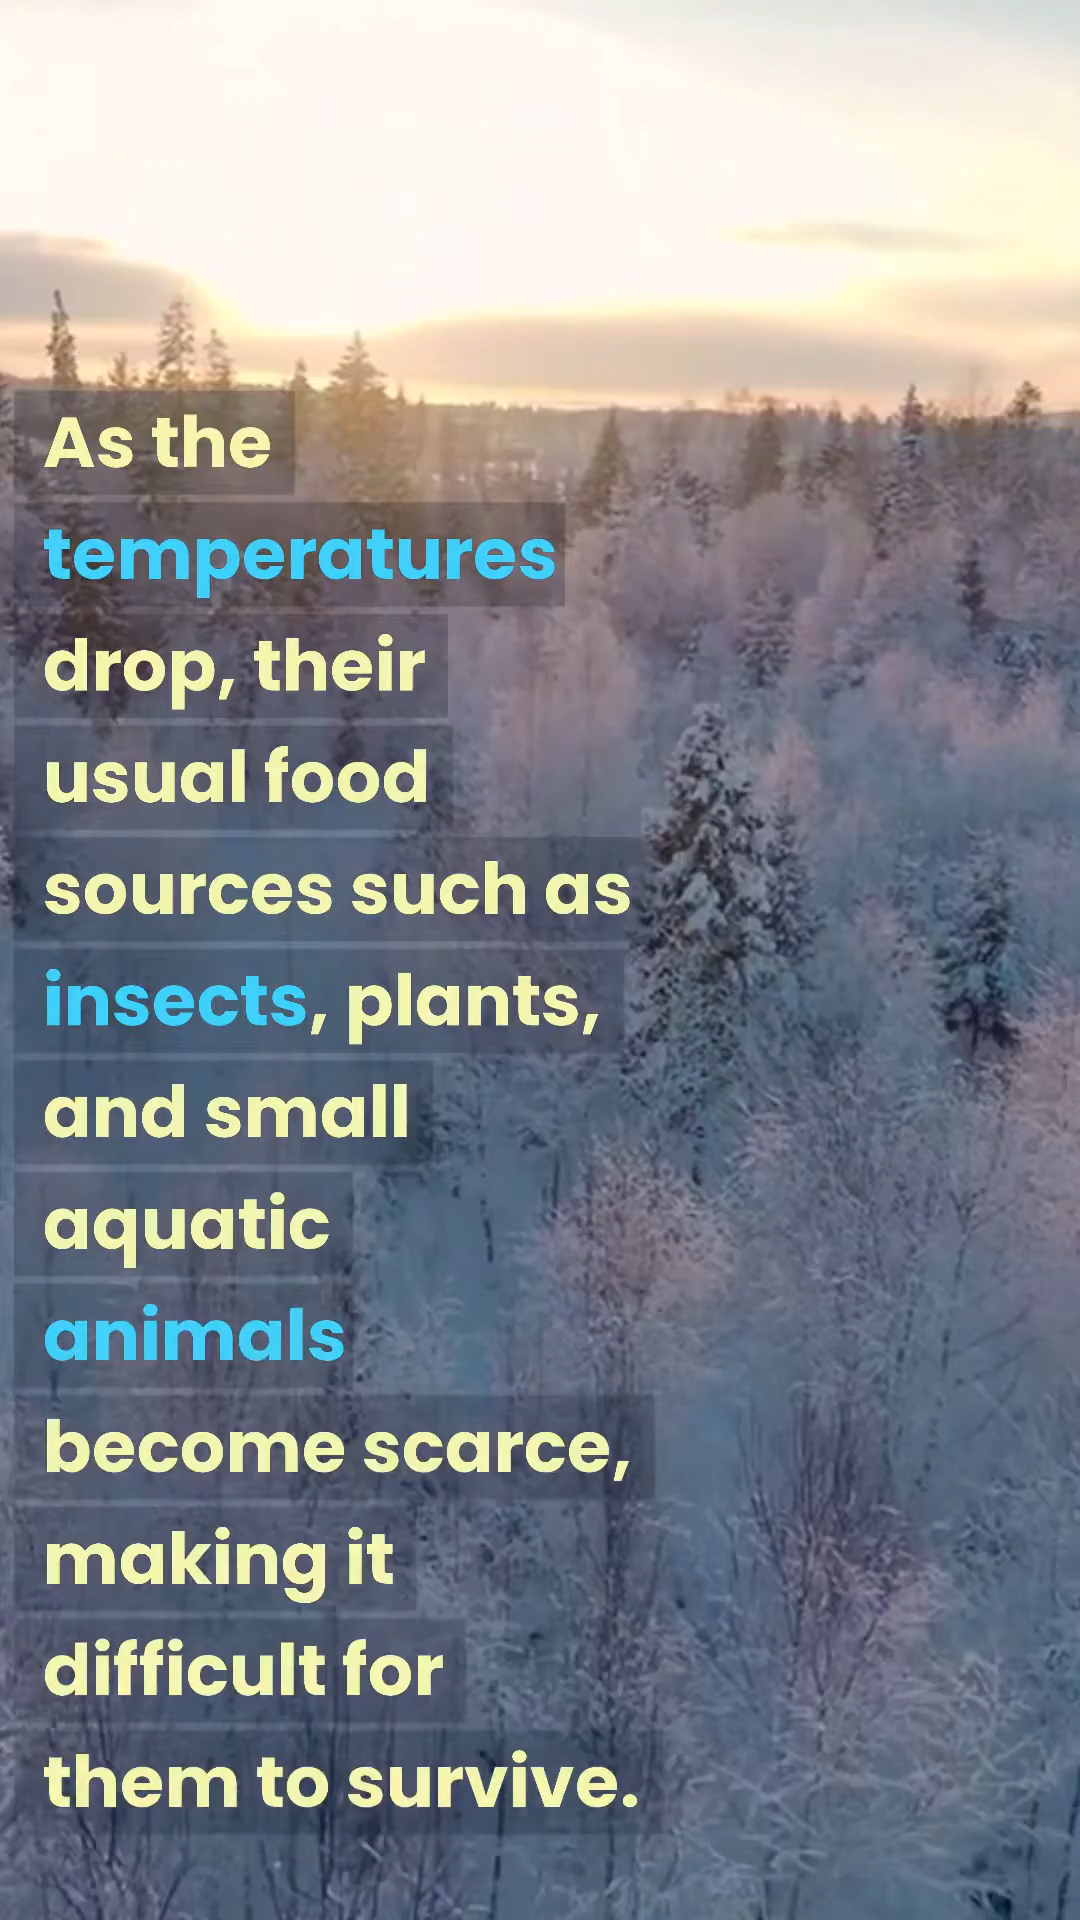 As the
temperatures
drop, their
usual food
sources such as
insects, plants,
and small
aquatic
animals
become scarce,
making it
difficult for
them to survive.